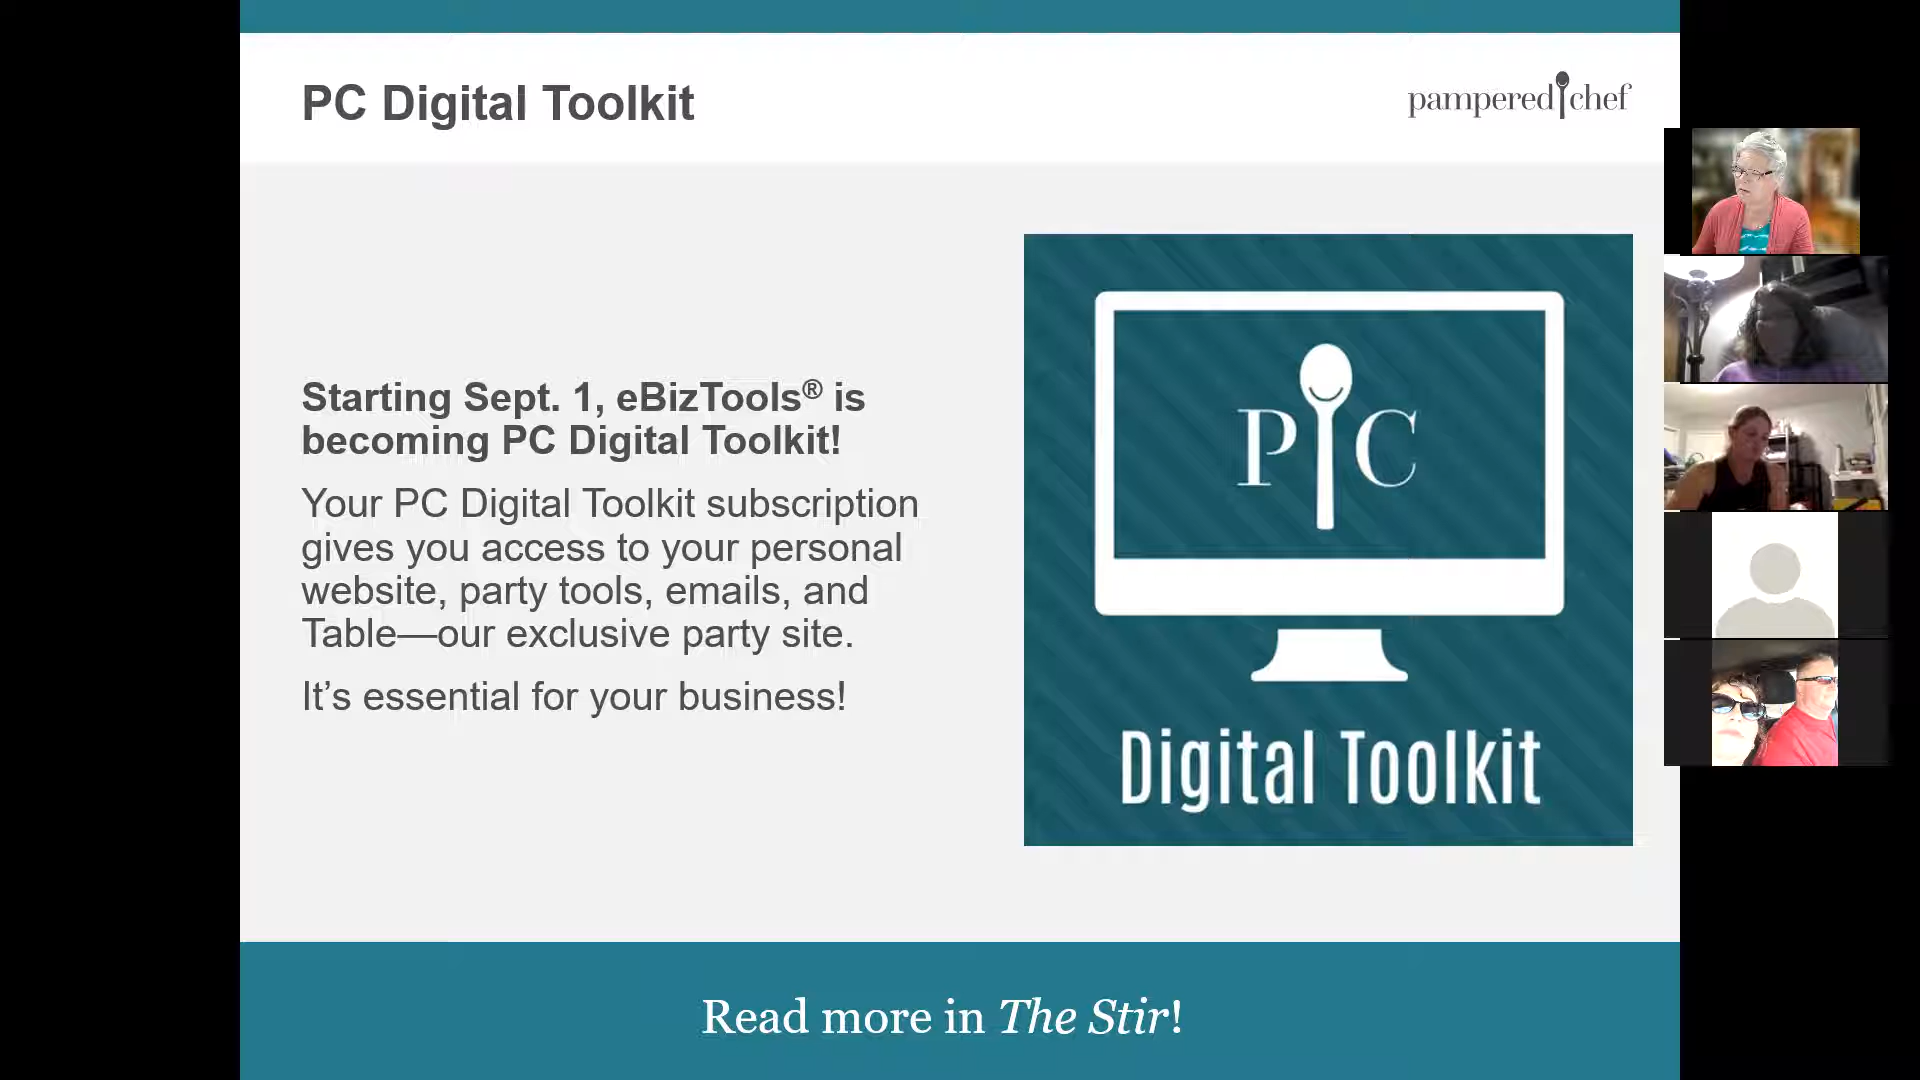 PC Digital Toolkit
pampered chef
Starting Sept. 1, eBizTools® is
becoming PC Digital Toolkit!
Your PC Digital Toolkit subscription
gives you access to your personal
website, party tools, emails, and
Table—our exclusive party site.
It’s essential for your business!
PC
Digital Toolkit
Read more in The Stir!